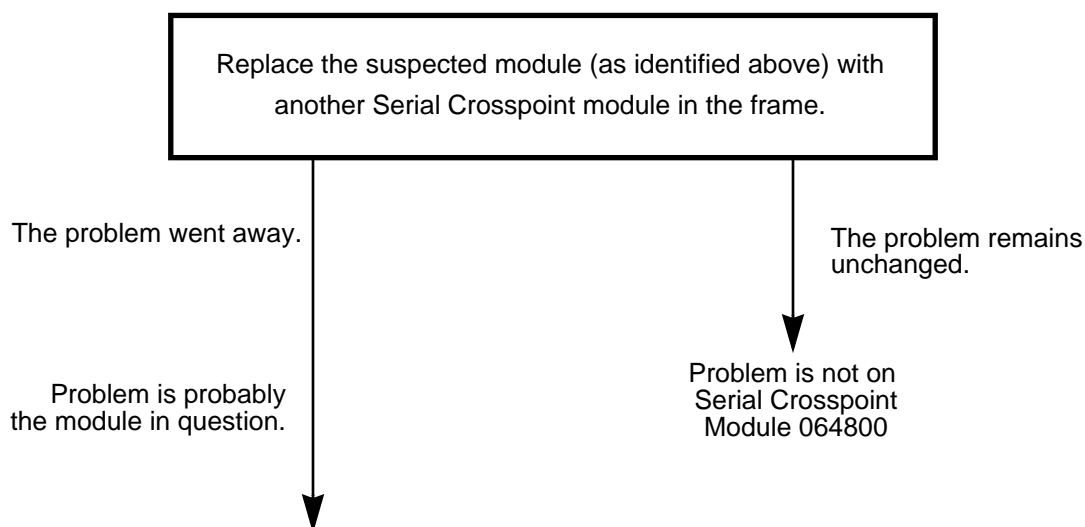 Replace the suspected module (as identified above) with
another Serial Crosspoint module in the frame.
The problem went away.
The problem remains
unchanged.
Problem is probably
the module in question.
Problem is not on
Serial Crosspoint
Module 064800